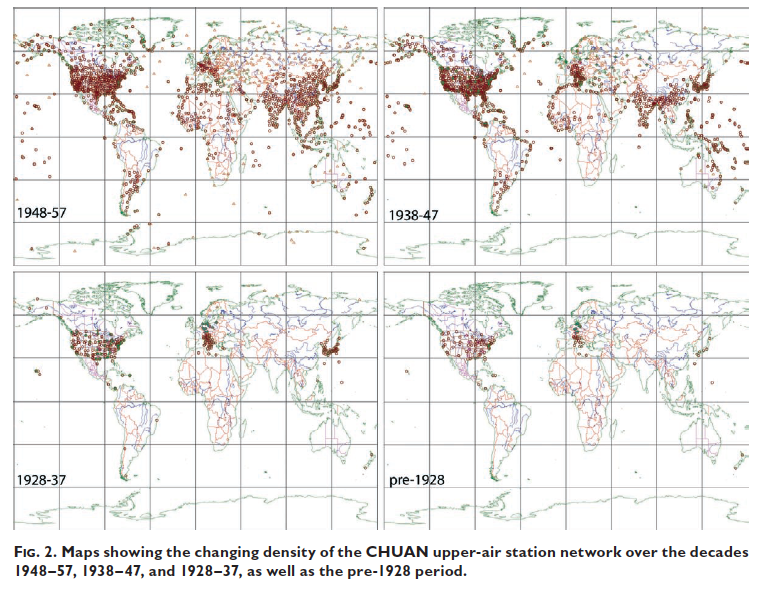 1948-57
1938-47
1928-37
pre-1928
FIG. 2. Maps showing the changing density of the CHUAN upper-air station network over the decades
1948–57, 1938–47, and 1928–37, as well as the pre-1928 period.